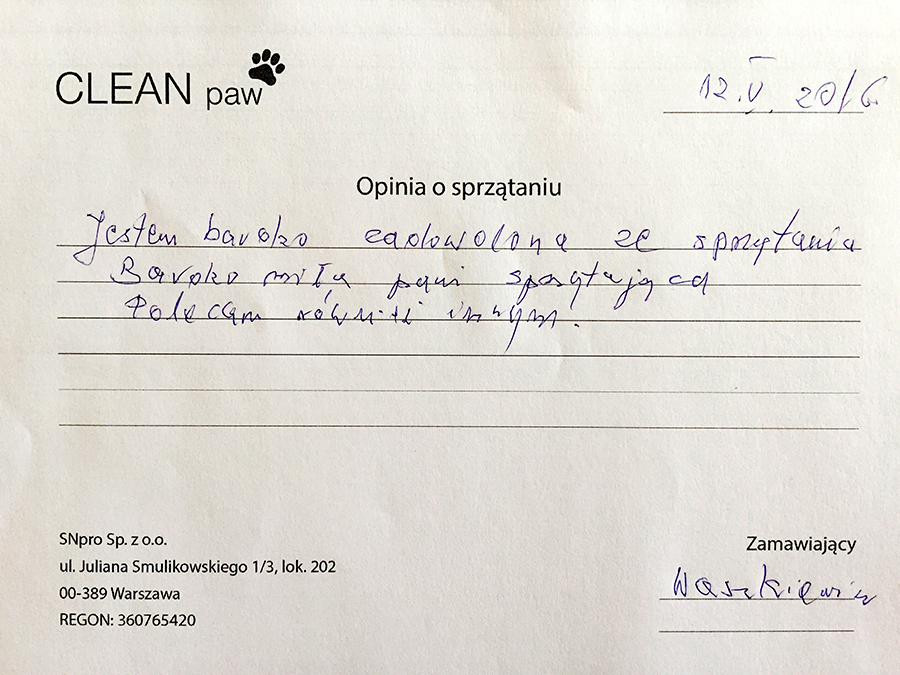 CLEAN paw
12.V.2016
Opinia o sprzątaniu
Jestem bardzo zadowolona ze sprzątania
Bardzo miła pani sprzątająca
Polecam również innym.
SNpro Sp. z o.o.
ul. Juliana Smulikowskiego 1/3, lok. 202
00-389 Warszawa
REGON: 360765420
Zamawiający
Waszkiewicz